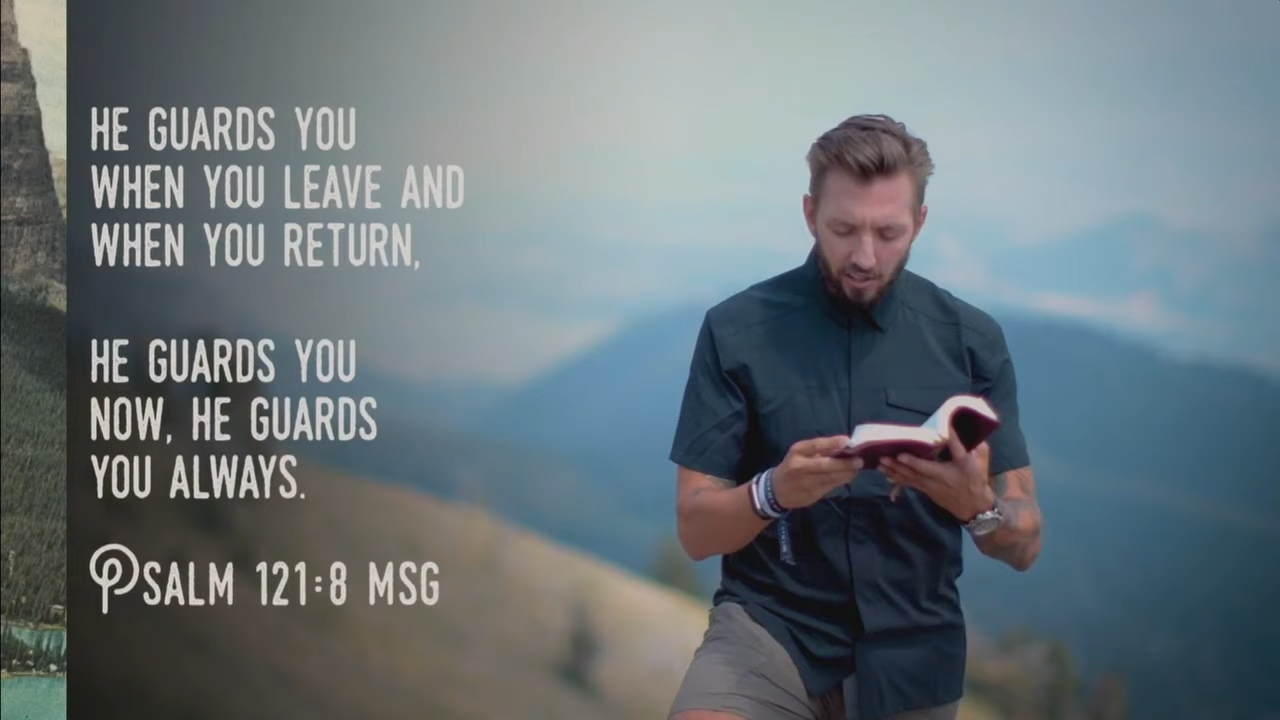 HE GUARDS YOU
WHEN YOU LEAVE AND
WHEN YOU RETURN,
HE GUARDS YOU
NOW, HE GUARDS
YOU ALWAYS.
PSALM 121:8 MSG